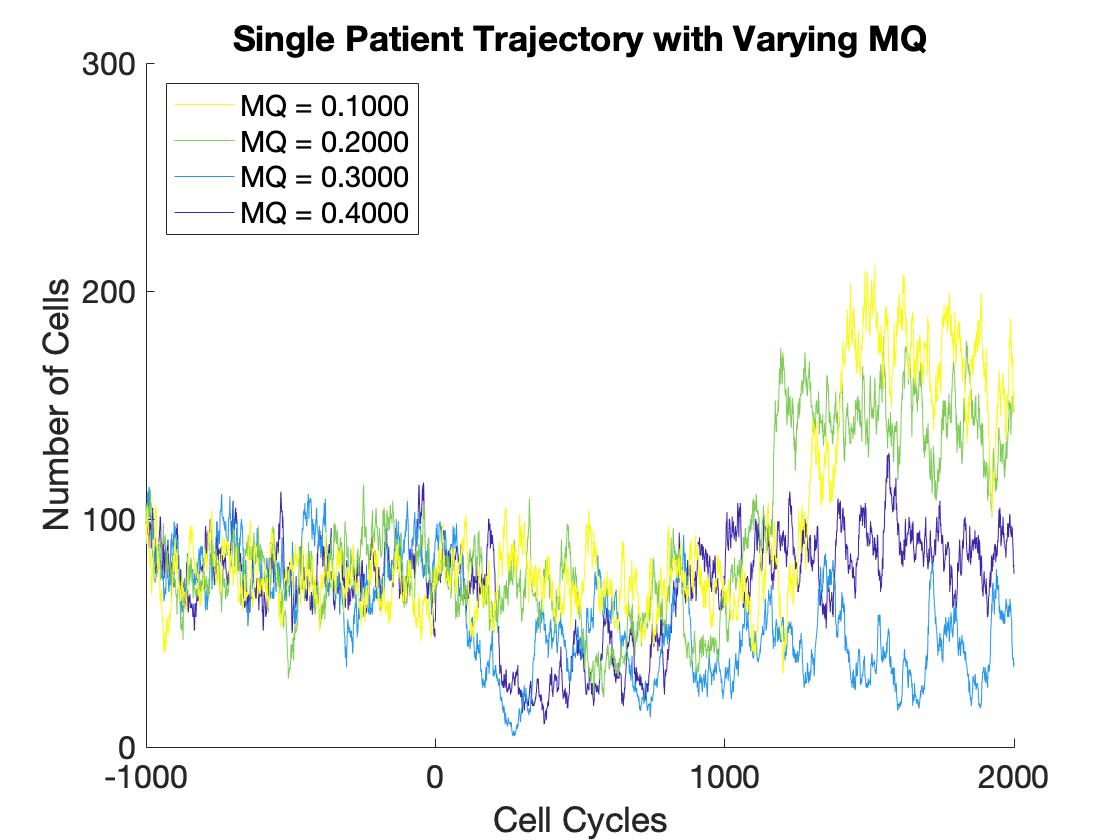 Single Patient Trajectory with Varying MQ
300
MQ = 0.1000
MQ = 0.2000
MQ = 0.3000
MQ = 0.4000
Number of Cells
200
100
0
-1000
0
1000
2000
Cell Cycles